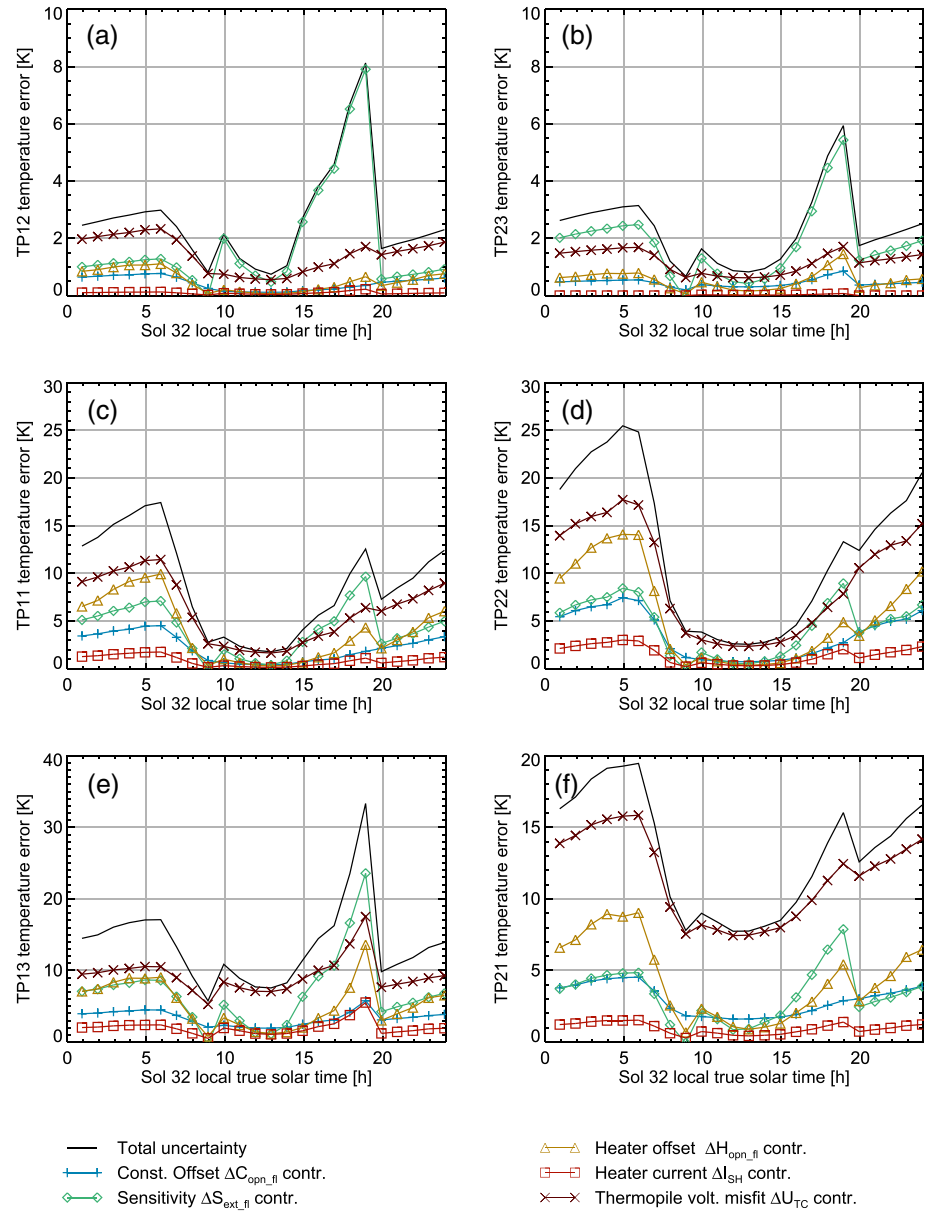 (a)
TP12 temperature error [K]
10
8
6
4
2
0
0 5 10 15 20
Sol 32 local true solar time [h]
(b)
TP23 temperature error [K]
10
8
6
4
2
0
0 5 10 15 20
Sol 32 local true solar time [h]
(c)
TP11 temperature error [K]
30
25
20
15
10
5
0
0 5 10 15 20
Sol 32 local true solar time [h]
(d)
TP22 temperature error [K]
30
25
20
15
10
5
0
0 5 10 15 20
Sol 32 local true solar time [h]
(e)
TP13 temperature error [K]
40
30
20
10
0
0 5 10 15 20
Sol 32 local true solar time [h]
(f)
TP21 temperature error [K]
20
15
10
5
0
0 5 10 15 20
Sol 32 local true solar time [h]
Total uncertainty
Const. Offset ΔC_opn_fl contr.
Sensitivity ΔS_ext_fl contr.
Heater offset ΔH_opn_fl contr.
Heater current ΔI_SH contr.
Thermopile volt. misfit ΔU_TC contr.